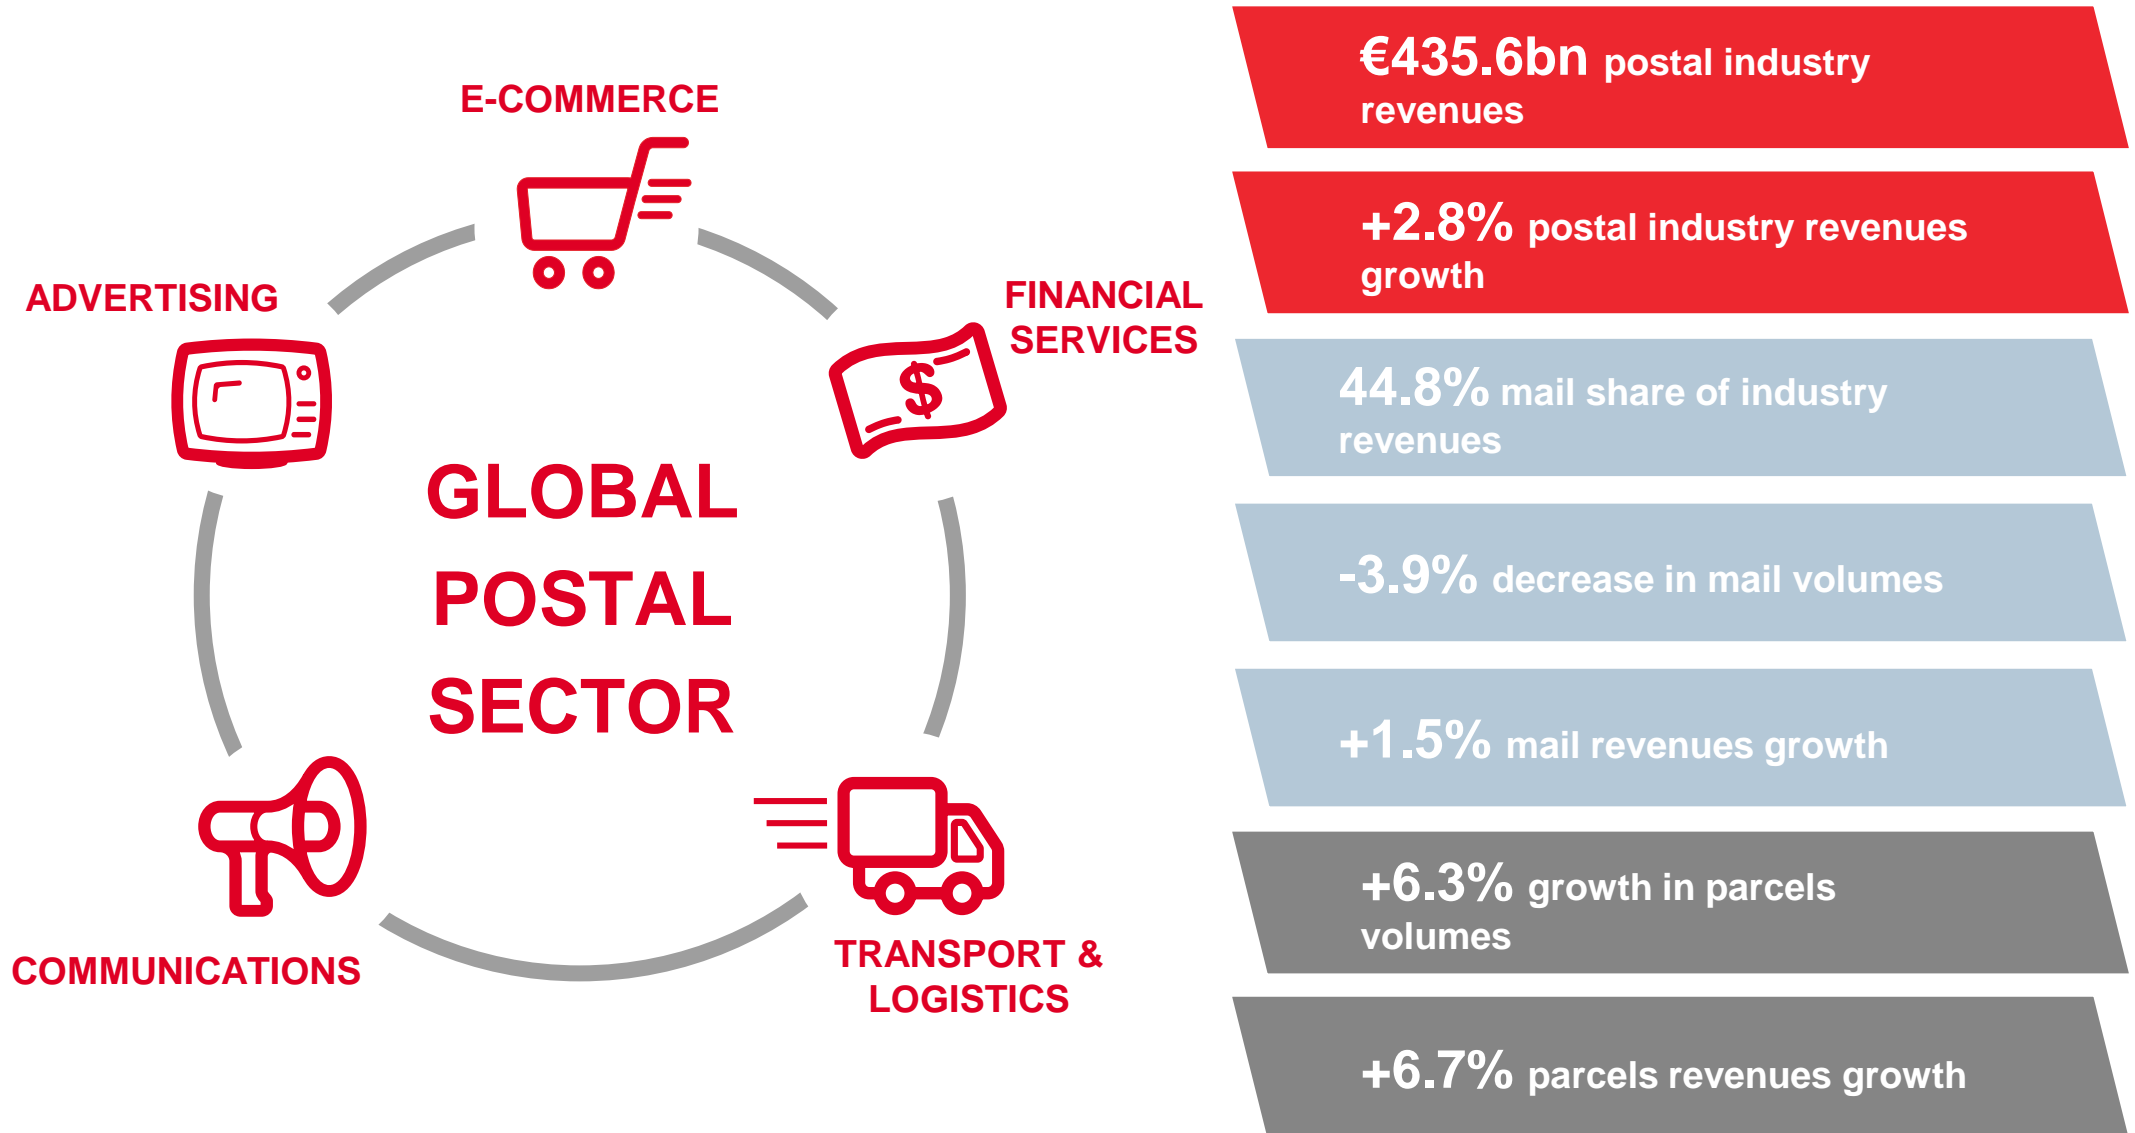 E-COMMERCE
ADVERTISING
FINANCIAL
SERVICES
$
GLOBAL
POSTAL
SECTOR
COMMUNICATIONS
TRANSPORT &
LOGISTICS
€435.6bn postal industry
revenues
+2.8% postal industry revenues
growth
44.8% mail share of industry
revenues
-3.9% decrease in mail volumes
+1.5% mail revenues growth
+6.3% growth in parcels
volumes
+6.7% parcels revenues growth